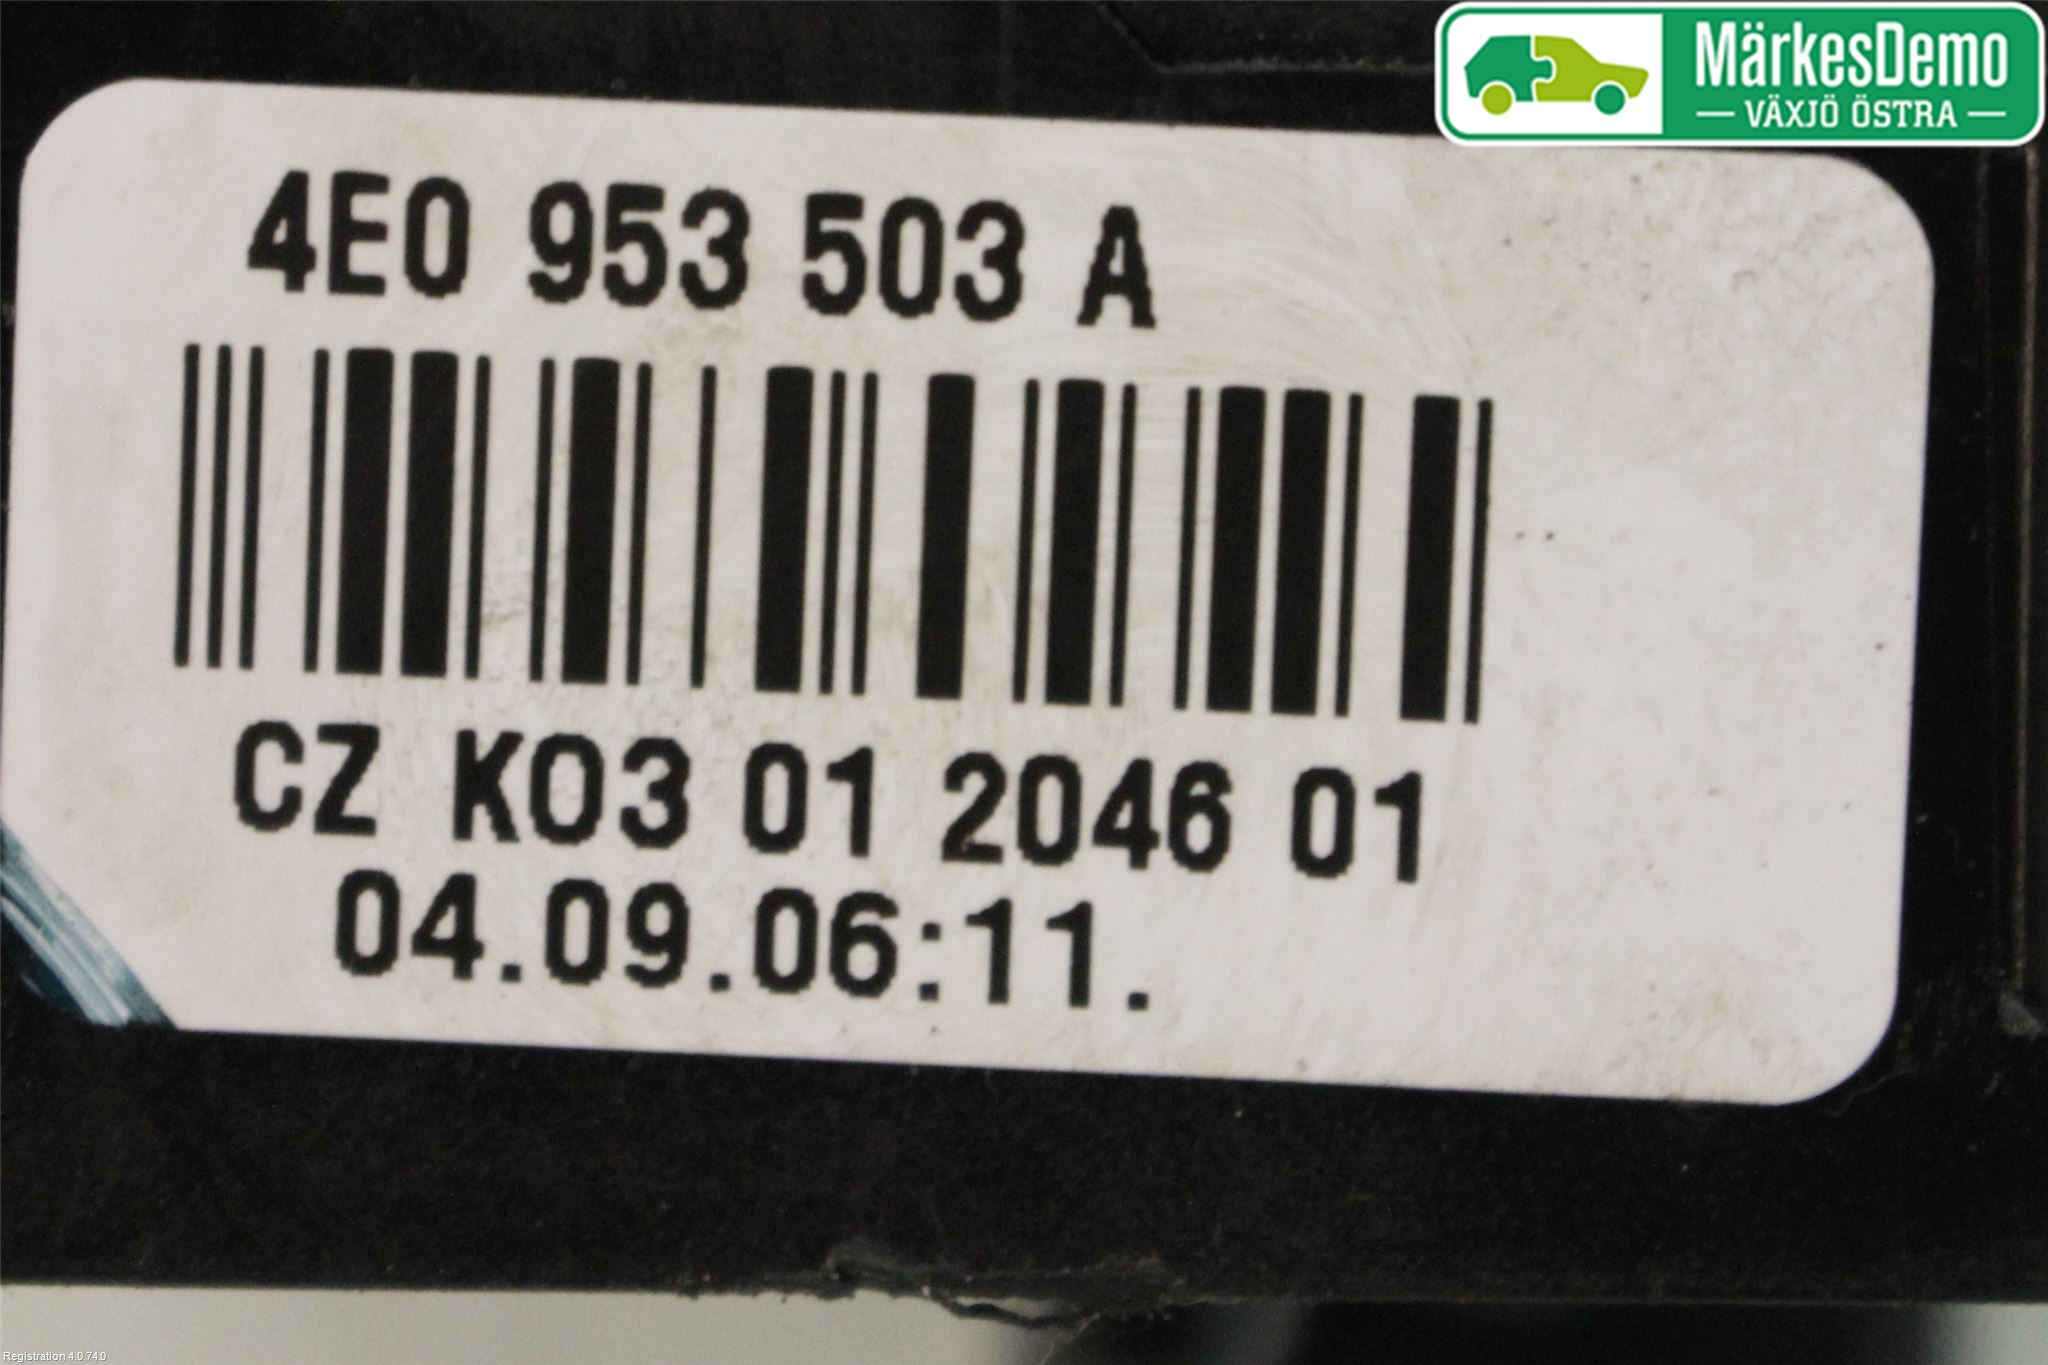 MärkesDemo
VÄXJÖ ÖSTRA
4E0 953 503 A
CZ K03 01 2046 01
04.09.06:11.
Registration 4.0.74.0